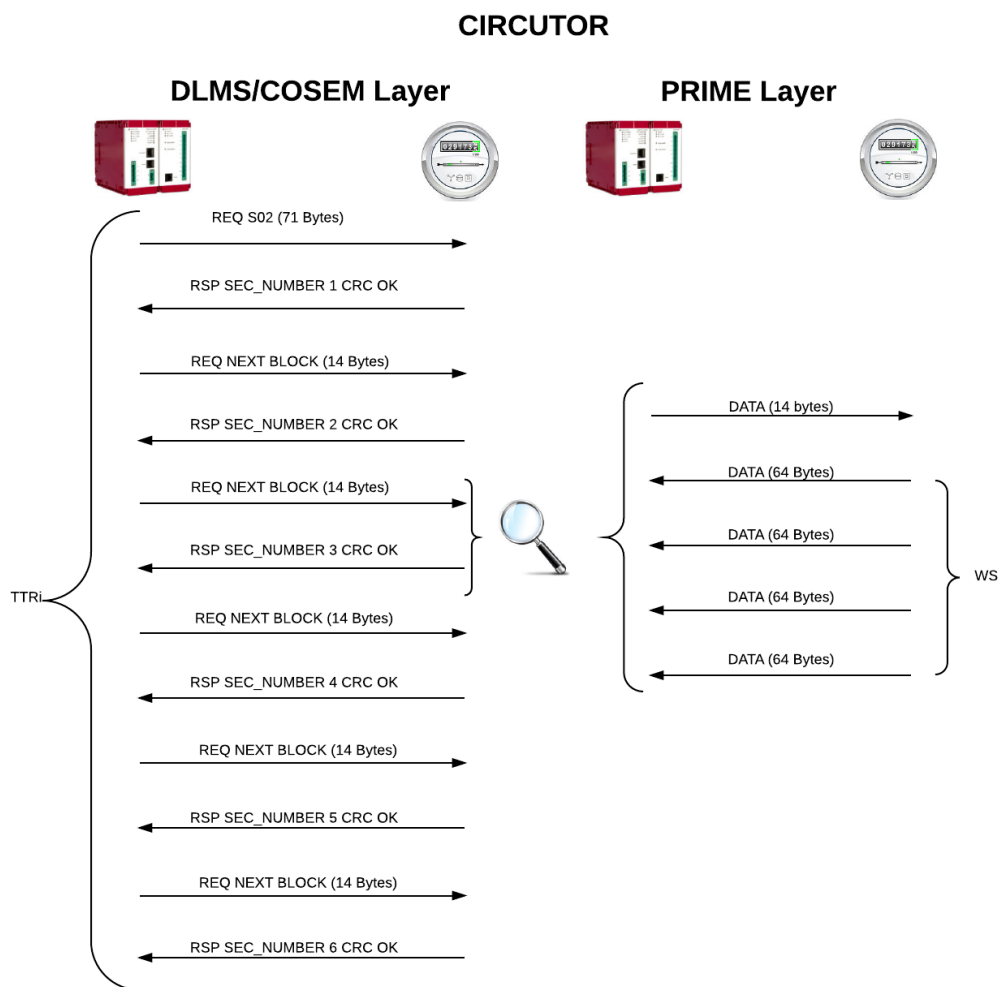 CIRCUTOR
DLMS/COSEM Layer
PRIME Layer
REQ S02 (71 Bytes)
RSP SEC_NUMBER 1 CRC OK
REQ NEXT BLOCK (14 Bytes)
RSP SEC_NUMBER 2 CRC OK
REQ NEXT BLOCK (14 Bytes)
RSP SEC_NUMBER 3 CRC OK
TTRi
REQ NEXT BLOCK (14 Bytes)
RSP SEC_NUMBER 4 CRC OK
REQ NEXT BLOCK (14 Bytes)
RSP SEC_NUMBER 5 CRC OK
REQ NEXT BLOCK (14 Bytes)
RSP SEC_NUMBER 6 CRC OK
DATA (14 bytes)
DATA (64 Bytes)
DATA (64 Bytes)
DATA (64 Bytes)
DATA (64 Bytes)
WS